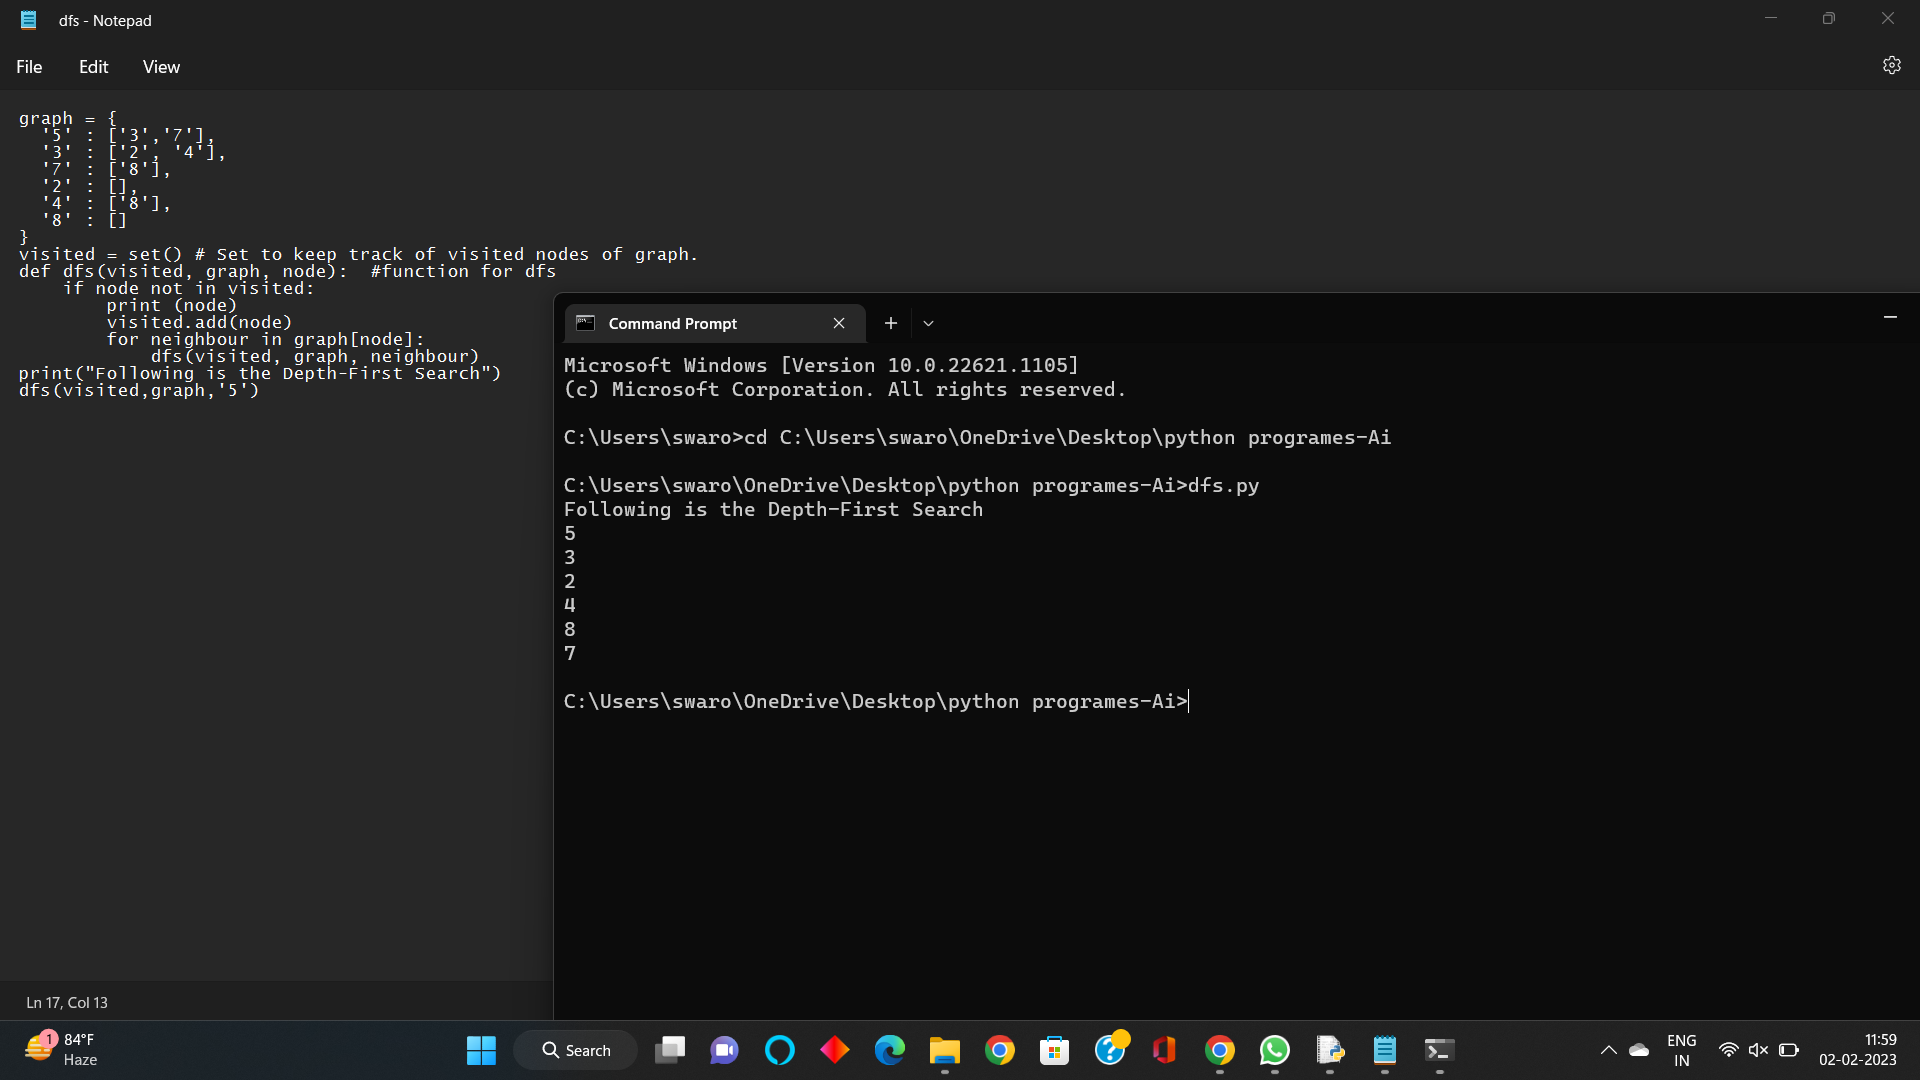 dfs - Notepad
File Edit View
graph = {
  '5' : ['3','7'],
  '3' : ['2', '4'],
  '7' : ['8'],
  '2' : [],
  '4' : ['8'],
  '8' : []
}
visited = set() # Set to keep track of visited nodes of graph.
def dfs(visited, graph, node):  #function for dfs
    if node not in visited:
        print (node)
        visited.add(node)
        for neighbour in graph[node]:
            dfs(visited, graph, neighbour)
print("Following is the Depth-First Search")
dfs(visited,graph,'5')
Ln 17, Col 13
Command Prompt
Microsoft Windows [Version 10.0.22621.1105]
(c) Microsoft Corporation. All rights reserved.
C:\Users\swaro>cd C:\Users\swaro\OneDrive\Desktop\python programes-Ai
C:\Users\swaro\OneDrive\Desktop\python programes-Ai>dfs.py
Following is the Depth-First Search
5
3
2
4
8
7
C:\Users\swaro\OneDrive\Desktop\python programes-Ai>
1
84°F
Haze
Search
ENG
IN
11:59
02-02-2023